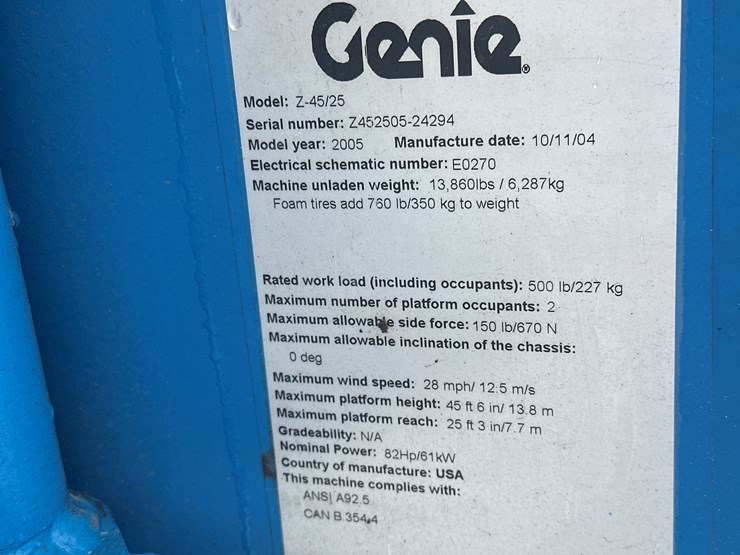 Genie®
Model: Z-45/25
Serial number: Z452505-24294
Model year: 2005 Manufacture date: 10/11/04
Electrical schematic number: E0270
Machine unladen weight: 13,860lbs / 6,287kg
Foam tires add 760 lb/350 kg to weight
Rated work load (including occupants): 500 lb/227 kg
Maximum number of platform occupants: 2
Maximum allowable side force: 150 lb/670 N
Maximum allowable inclination of the chassis:
0 deg
Maximum wind speed: 28 mph/ 12.5 m/s
Maximum platform height: 45 ft 6 in/ 13.8 m
Maximum platform reach: 25 ft 3 in/7.7 m
Gradeability: N/A
Nominal Power: 82Hp/61kW
Country of manufacture: USA
This machine complies with:
ANSI A92.5
CAN B.354.4